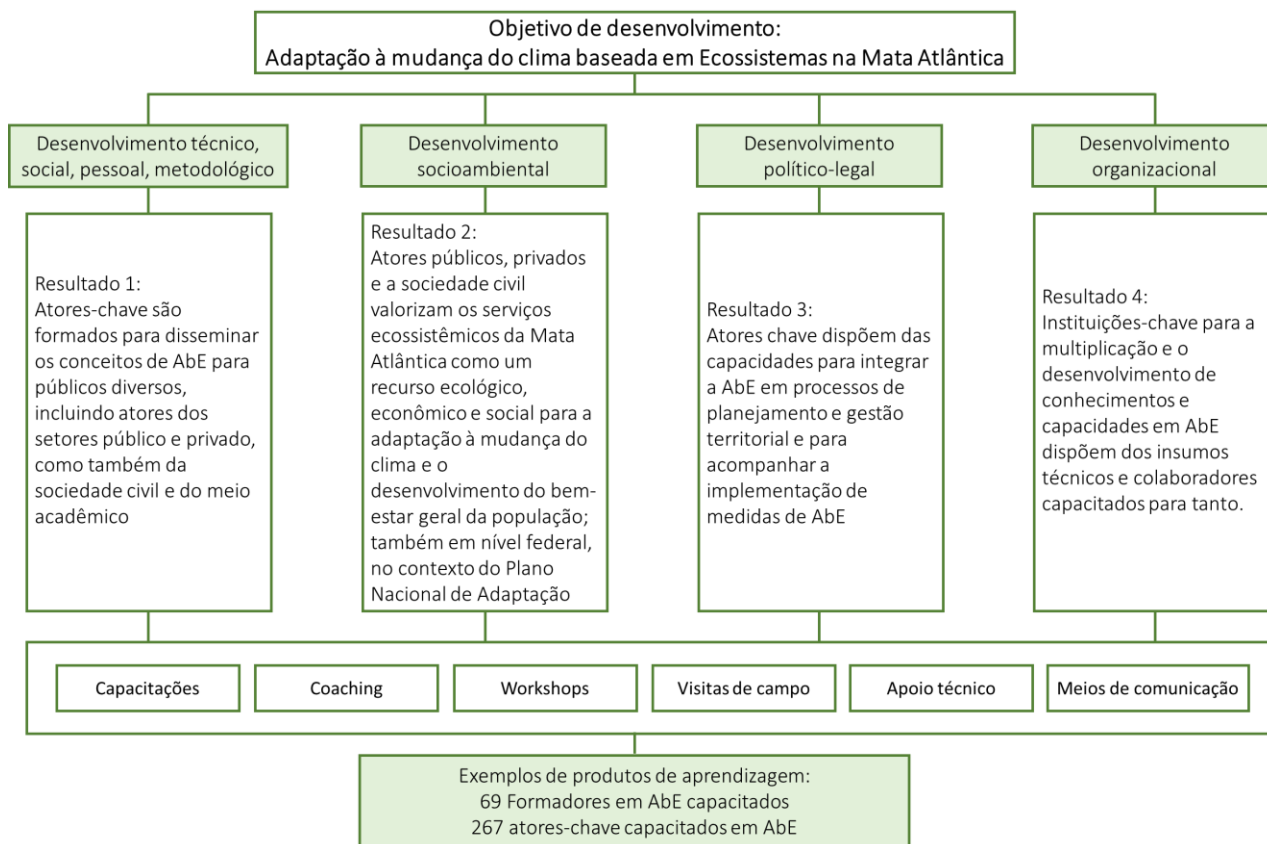 Objetivo de desenvolvimento:
Adaptação à mudança do clima baseada em Ecossistemas na Mata Atlântica
Desenvolvimento técnico,
social, pessoal, metodológico
Desenvolvimento
socioambiental
Desenvolvimento
político-legal
Desenvolvimento
organizacional
Resultado 1:
Atores-chave são
formados para disseminar
os conceitos de AbE para
públicos diversos,
incluindo atores dos
setores público e privado,
como também da
sociedade civil e do meio
acadêmico
Resultado 2:
Atores públicos, privados
e a sociedade civil
valorizam os serviços
ecossistêmicos da Mata
Atlântica como um
recurso ecológico,
econômico e social para a
adaptação à mudança do
clima e o
desenvolvimento do bem-
estar geral da população;
também em nível federal,
no contexto do Plano
Nacional de Adaptação
Resultado 3:
Atores chave dispõem das
capacidades para integrar
a AbE em processos de
planejamento e gestão
territorial e para
acompanhar a
implementação de
medidas de AbE
Resultado 4:
Instituições-chave para a
multiplicação e o
desenvolvimento de
conhecimentos e
capacidades em AbE
dispõem dos insumos
técnicos e colaboradores
capacitados para tanto.
Capacitações
Coaching
Workshops
Visitas de campo
Apoio técnico
Meios de comunicação
Exemplos de produtos de aprendizagem:
69 Formadores em AbE capacitados
267 atores-chave capacitados em AbE